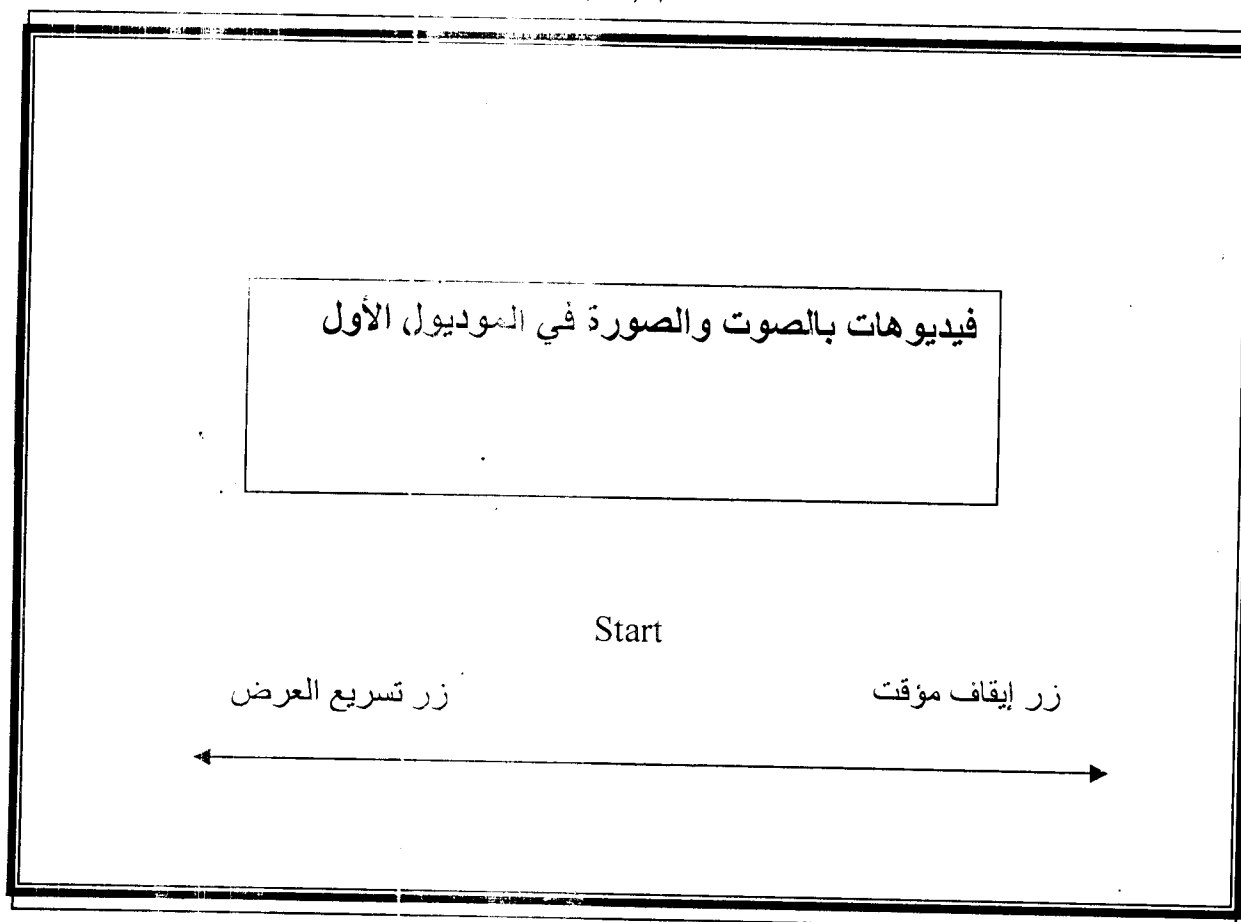 فيديوهات بالصوت والصورة في الموديول الأول
Start
زر إيقاف مؤقت
زر تسريع العرض